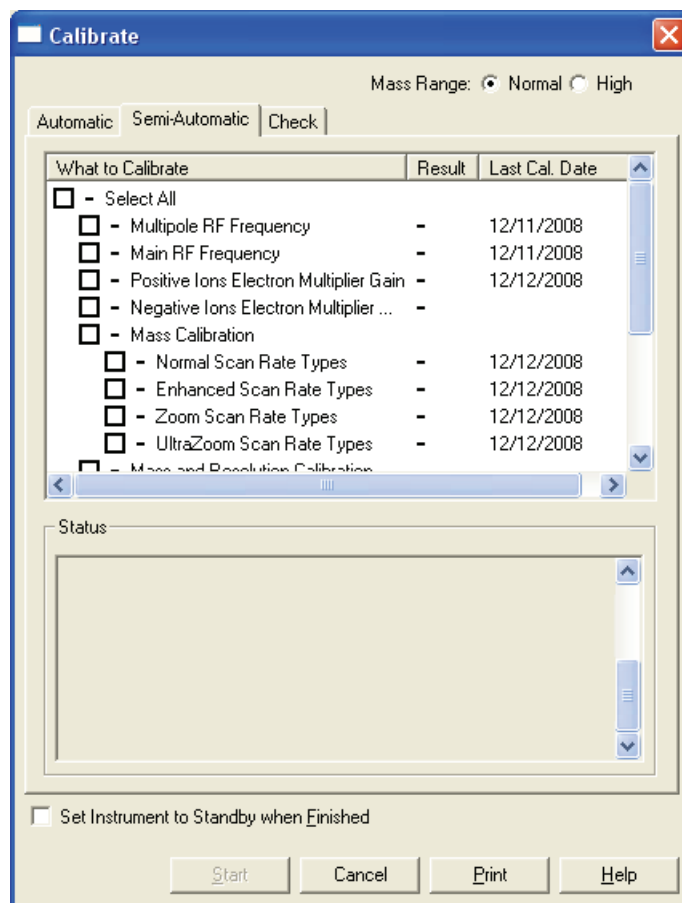 Calibrate
Mass Range: Normal High
Automatic Semi-Automatic Check
What to Calibrate Result Last Cal. Date
- Select All
- Multipole RF Frequency - 12/11/2008
- Main RF Frequency - 12/11/2008
- Positive Ions Electron Multiplier Gain - 12/12/2008
- Negative Ions Electron Multiplier ... -
- Mass Calibration
- Normal Scan Rate Types - 12/12/2008
- Enhanced Scan Rate Types - 12/12/2008
- Zoom Scan Rate Types - 12/12/2008
- UltraZoom Scan Rate Types - 12/12/2008
- Mass and Resolution Calibration
Status
Set Instrument to Standby when Finished
Start Cancel Print Help